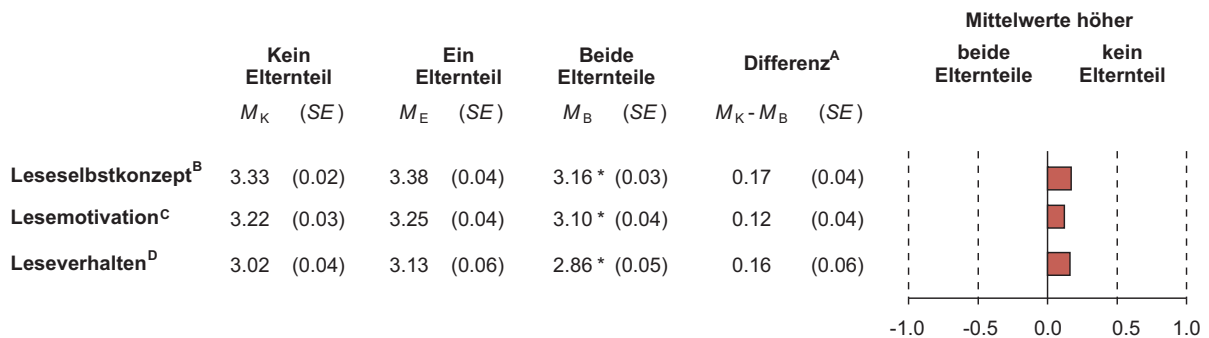 Mittelwerte höher
Kein Elternteil Ein Elternteil Beide Elternteile Differenz^A beide Elternteile kein Elternteil
M_K (SE) M_E (SE) M_B (SE) M_K - M_B (SE)
Leseselbstkonzept^B 3.33 (0.02) 3.38 (0.04) 3.16 * (0.03) 0.17 (0.04)
Lesemotivation^C 3.22 (0.03) 3.25 (0.04) 3.10 * (0.04) 0.12 (0.04)
Leseverhalten^D 3.02 (0.04) 3.13 (0.06) 2.86 * (0.05) 0.16 (0.06)
-1.0 -0.5 0.0 0.5 1.0